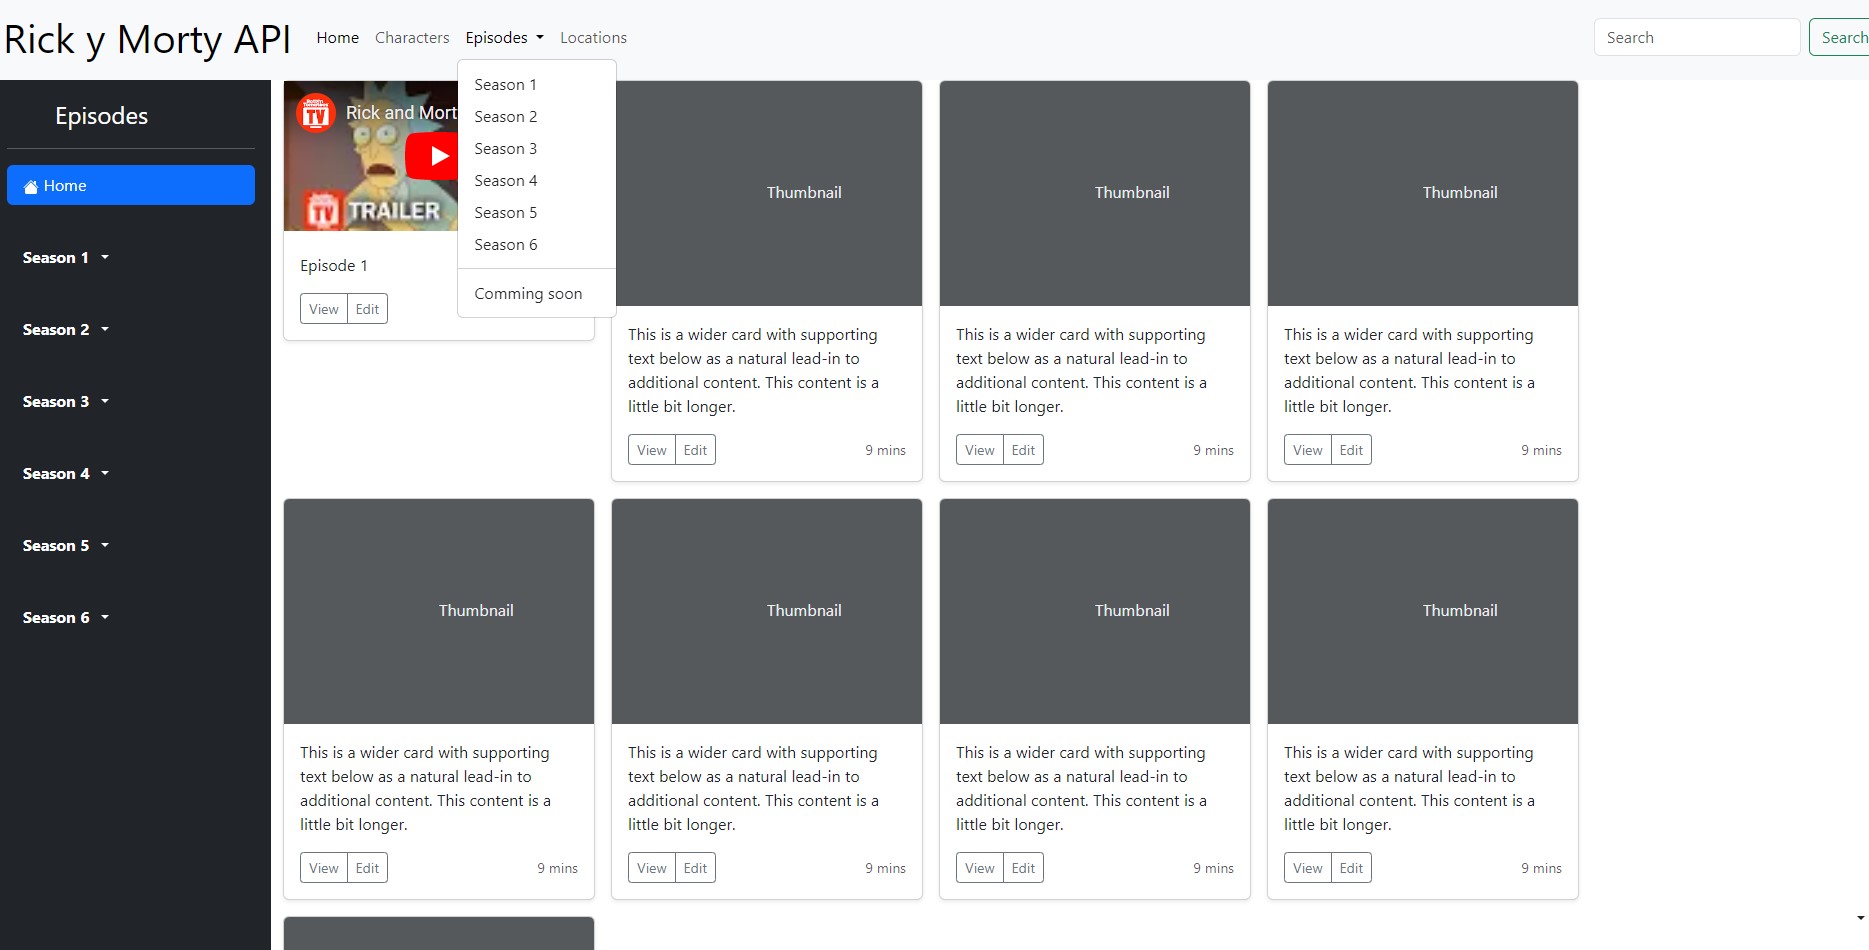 Rick y Morty API
Home
Characters
Episodes
Locations
Search
Search
Episodes
Home
Season 1
Season 2
Season 3
Season 4
Season 5
Season 6
Season 1
Season 2
Season 3
Season 4
Season 5
Season 6
Comming soon
TV
Rick and Mort
TV TRAILER
Episode 1
View
Edit
Thumbnail
This is a wider card with supporting
text below as a natural lead-in to
additional content. This content is a
little bit longer.
View
Edit
9 mins
Thumbnail
This is a wider card with supporting
text below as a natural lead-in to
additional content. This content is a
little bit longer.
View
Edit
9 mins
Thumbnail
This is a wider card with supporting
text below as a natural lead-in to
additional content. This content is a
little bit longer.
View
Edit
9 mins
Thumbnail
This is a wider card with supporting
text below as a natural lead-in to
additional content. This content is a
little bit longer.
View
Edit
9 mins
Thumbnail
This is a wider card with supporting
text below as a natural lead-in to
additional content. This content is a
little bit longer.
View
Edit
9 mins
Thumbnail
This is a wider card with supporting
text below as a natural lead-in to
additional content. This content is a
little bit longer.
View
Edit
9 mins
Thumbnail
This is a wider card with supporting
text below as a natural lead-in to
additional content. This content is a
little bit longer.
View
Edit
9 mins